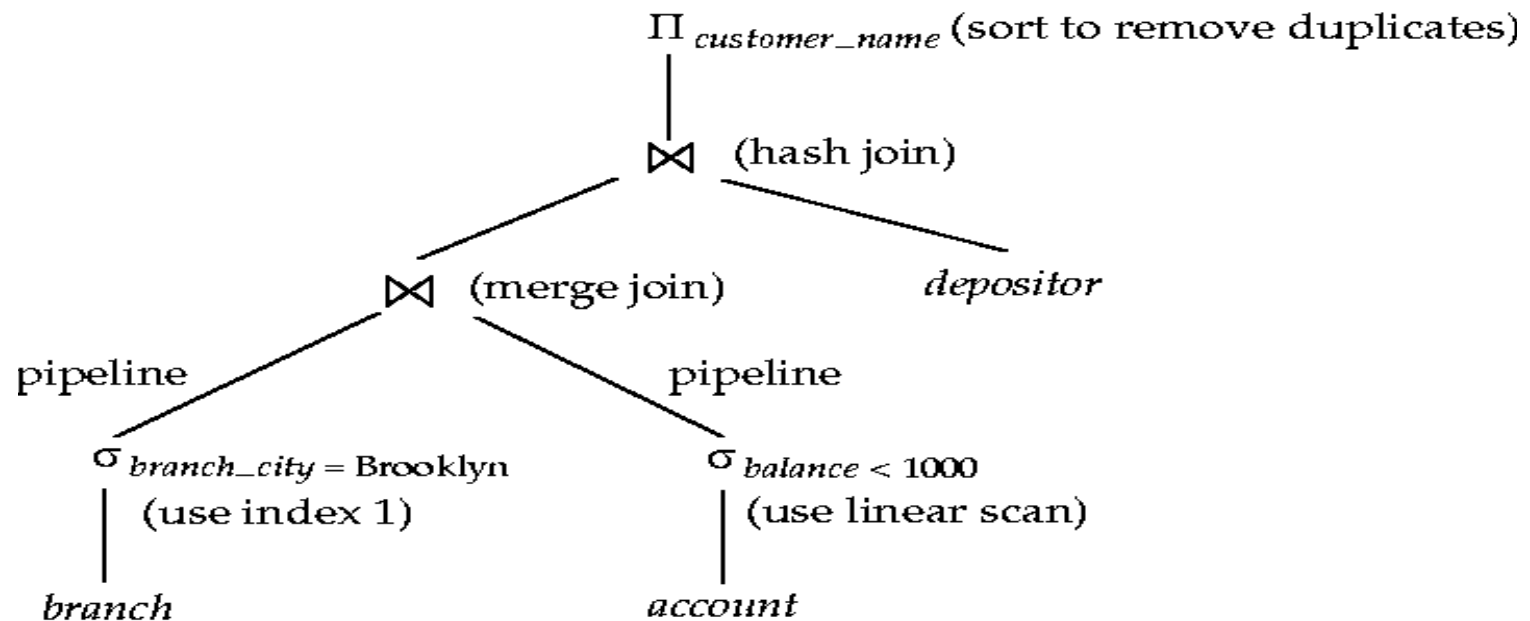 Π customer_name (sort to remove duplicates)
⋈ (hash join)
⋈ (merge join)
depositor
pipeline
pipeline
σ branch_city = Brooklyn
(use index 1)
σ balance < 1000
(use linear scan)
branch
account